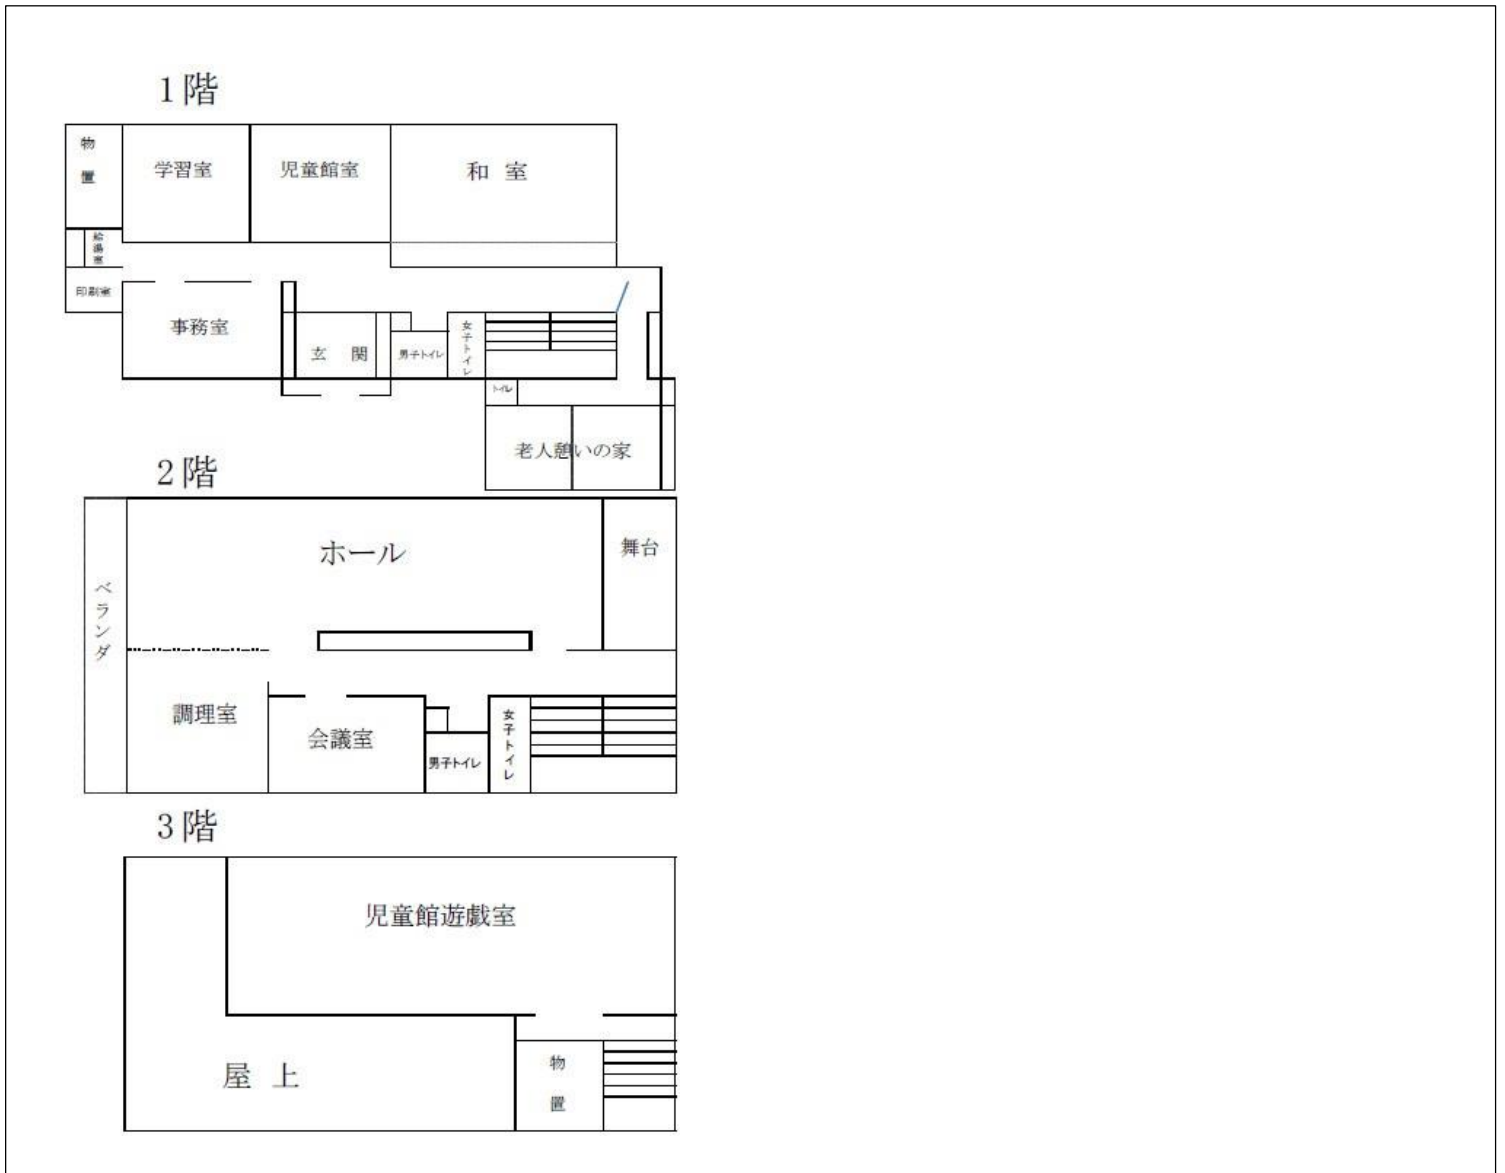 1階
物置
学習室
児童館室
和 室
給湯室
印刷室
事務室
玄 関
男子トイレ
女子トイレ
トイレ
老人憩いの家
2階
ホール
舞台
ベランダ
調理室
会議室
男子トイレ
女子トイレ
3階
児童館遊戯室
屋 上
物置